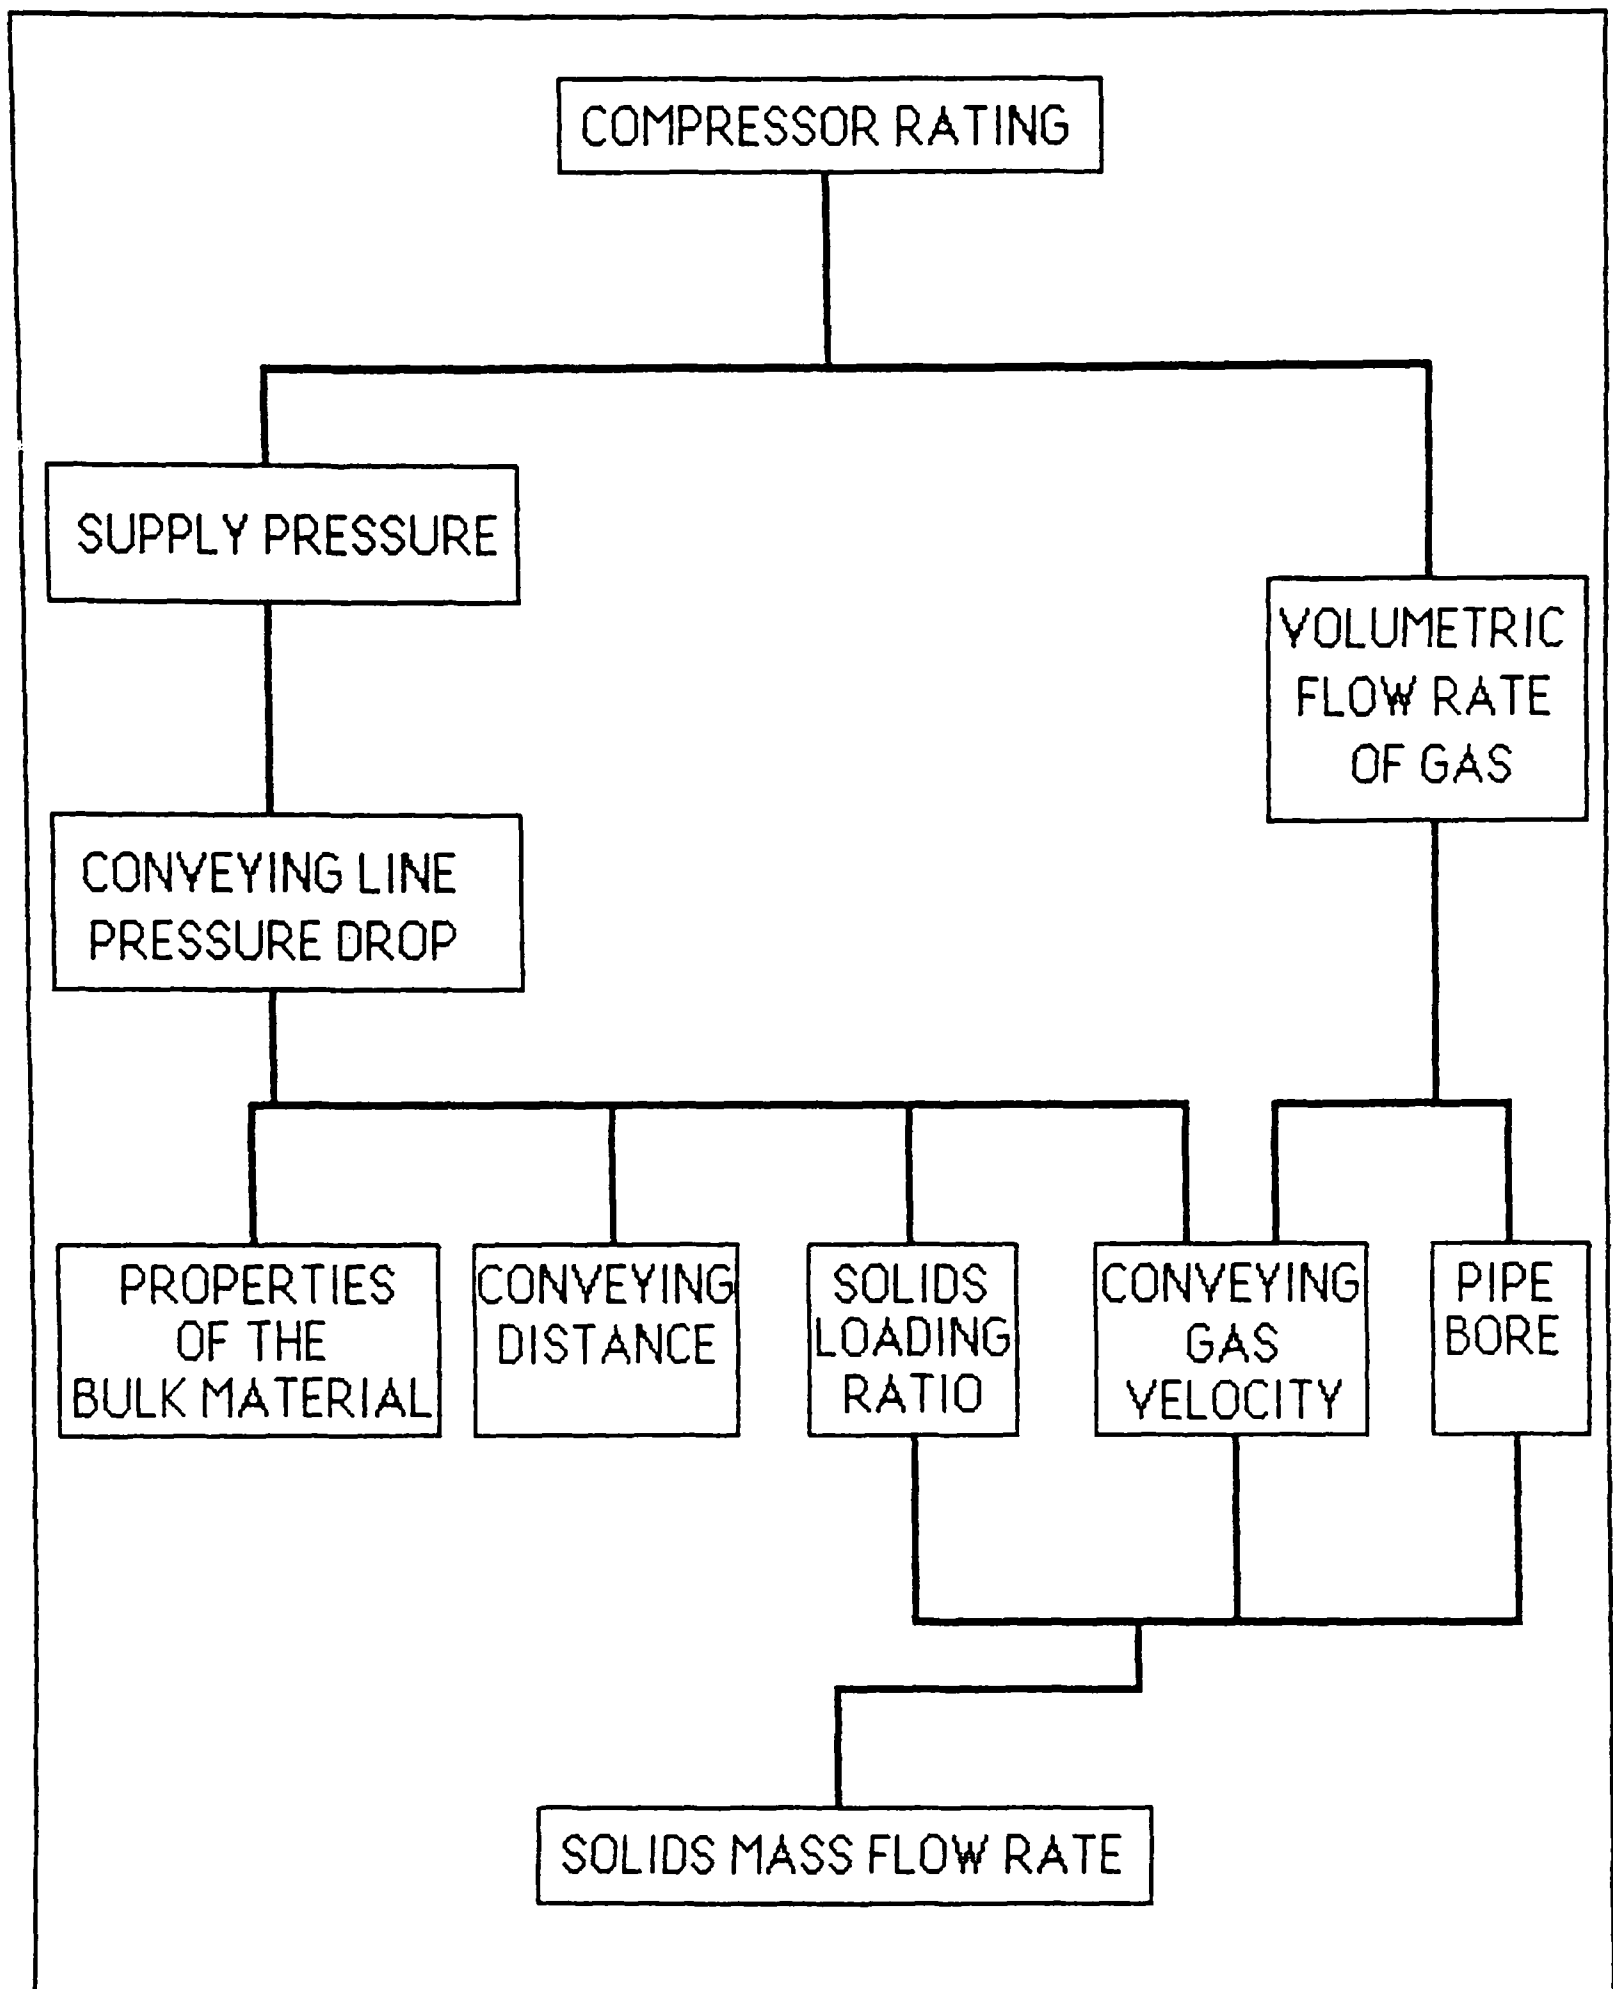 COMPRESSOR RATING
SUPPLY PRESSURE
VOLUMETRIC
FLOW RATE
OF GAS
CONVEYING LINE
PRESSURE DROP
PROPERTIES
OF THE
BULK MATERIAL
CONVEYING
DISTANCE
SOLIDS
LOADING
RATIO
CONVEYING
GAS
VELOCITY
PIPE
BORE
SOLIDS MASS FLOW RATE